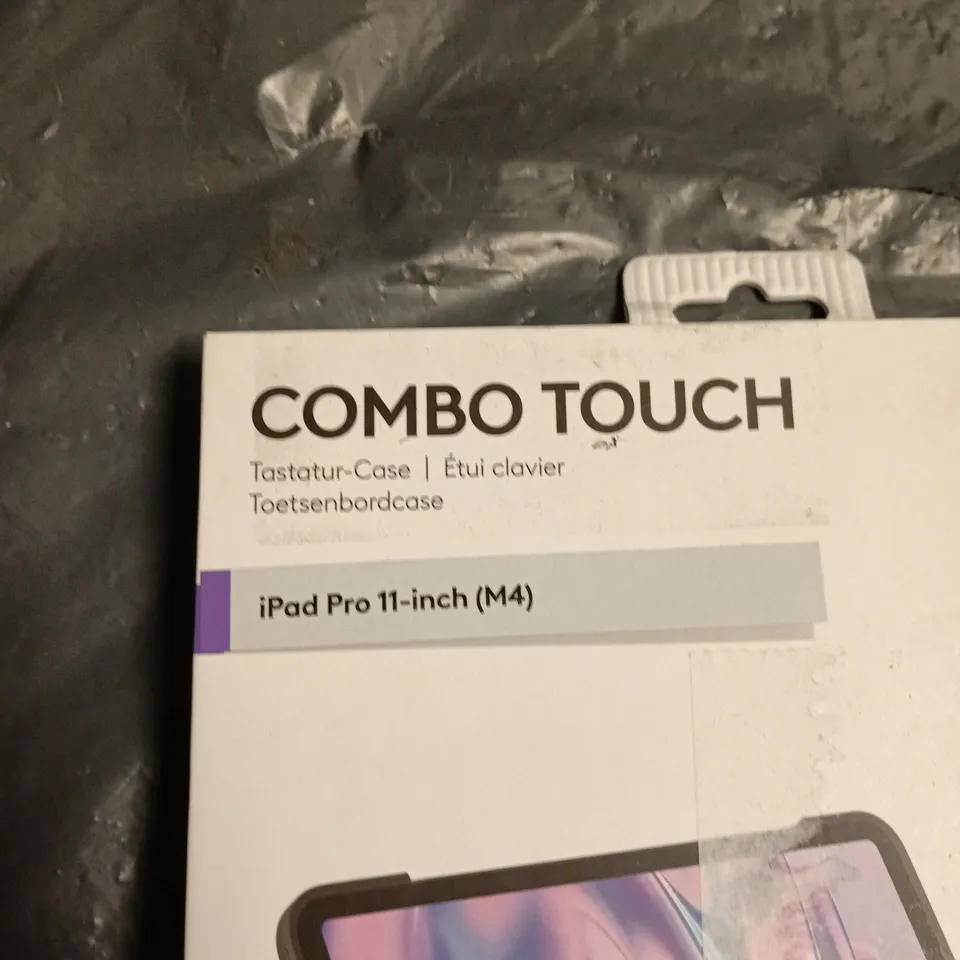 COMBO TOUCH
Tastatur-Case | Étui clavier
Toetsenbordcase
iPad Pro 11-inch (M4)